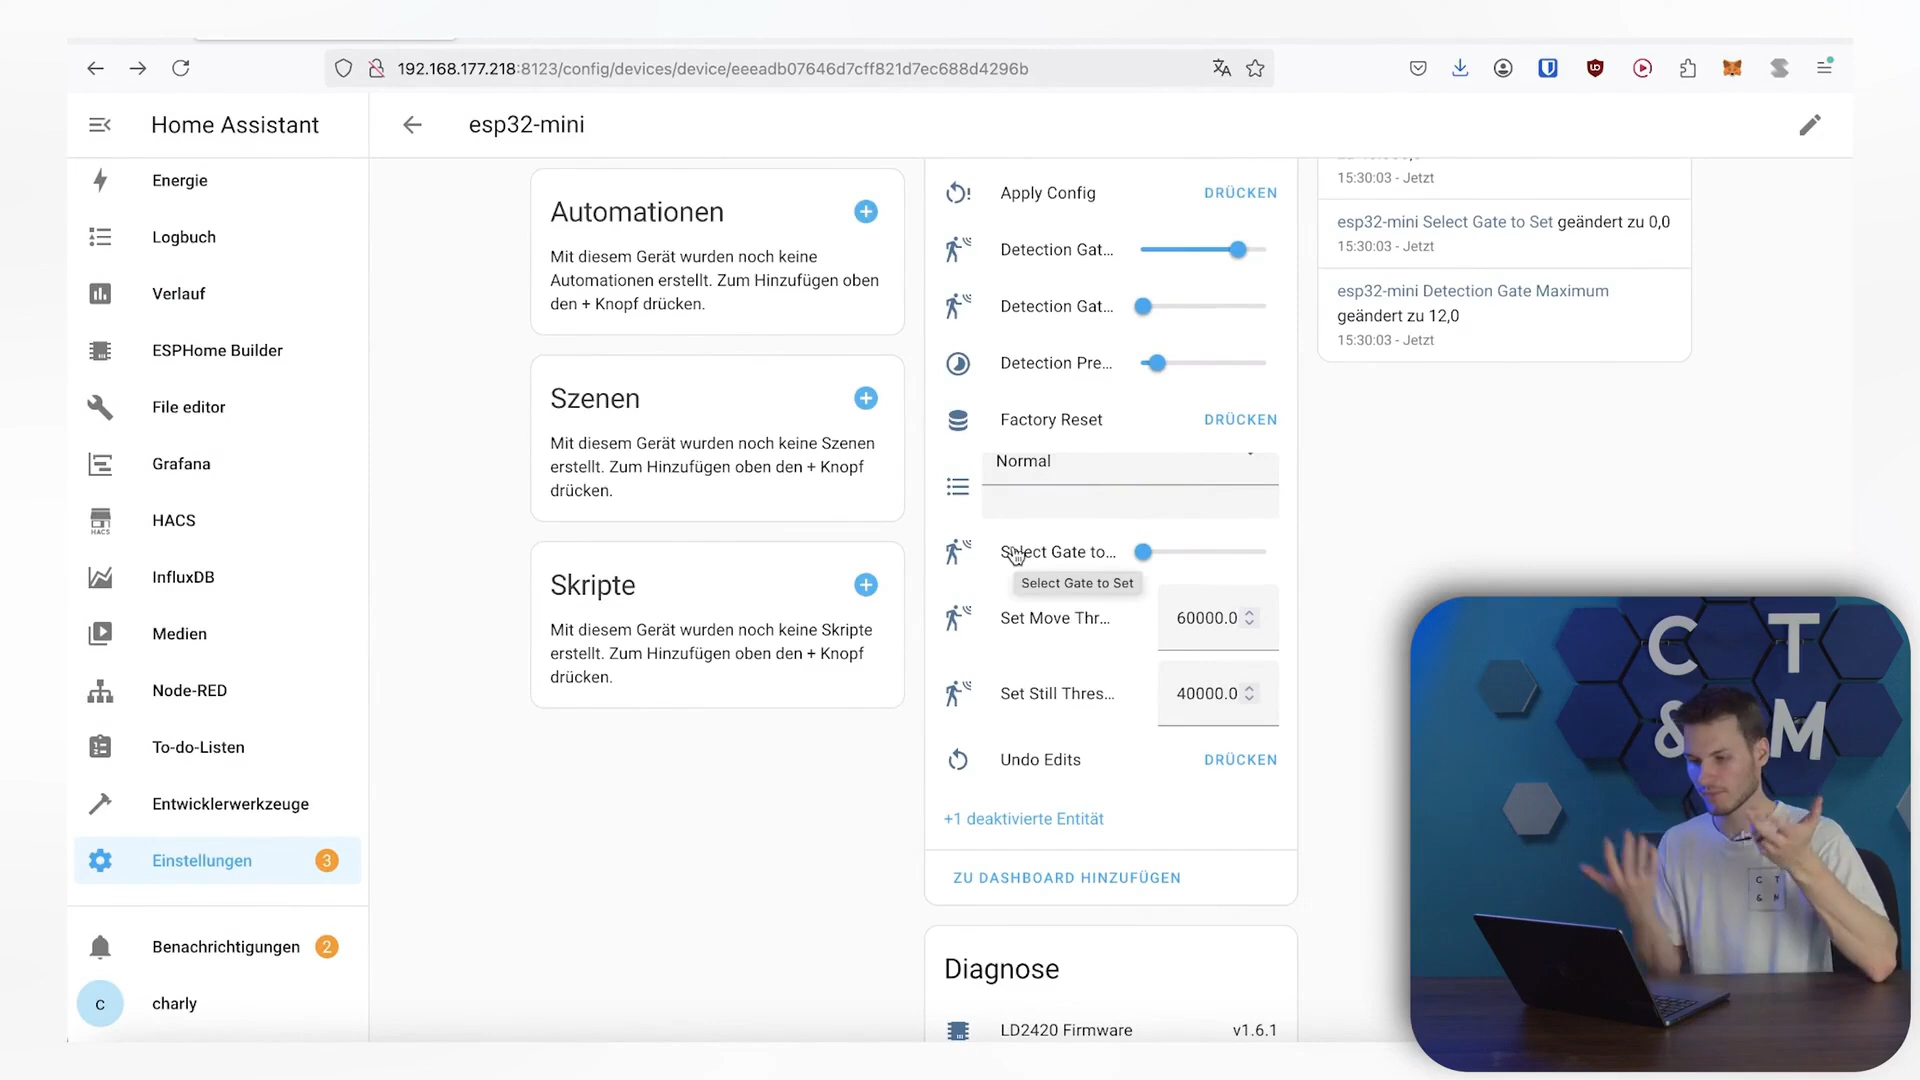 192.168.177.218:8123/config/devices/device/eeeadb07646d7cff821d7ec688d4296b
Home Assistant
esp32-mini
Energie
Logbuch
Verlauf
ESPHome Builder
File editor
Grafana
HACS
HACS
InfluxDB
Medien
Node-RED
To-do-Listen
Entwicklerwerkzeuge
Einstellungen 3
Benachrichtigungen 2
c charly
Automationen
Mit diesem Gerät wurden noch keine
Automationen erstellt. Zum Hinzufügen oben
den + Knopf drücken.
Szenen
Mit diesem Gerät wurden noch keine Szenen
erstellt. Zum Hinzufügen oben den + Knopf
drücken.
Skripte
Mit diesem Gerät wurden noch keine Skripte
erstellt. Zum Hinzufügen oben den + Knopf
drücken.
Apply Config DRÜCKEN
Detection Gat...
Detection Gat...
Detection Pre...
Factory Reset DRÜCKEN
Normal
Select Gate to...
Select Gate to Set
Set Move Thr... 60000.0
Set Still Thres... 40000.0
Undo Edits DRÜCKEN
+1 deaktivierte Entität
ZU DASHBOARD HINZUFÜGEN
Diagnose
LD2420 Firmware v1.6.1
15:30:03 - Jetzt
esp32-mini Select Gate to Set geändert zu 0,0
15:30:03 - Jetzt
esp32-mini Detection Gate Maximum
geändert zu 12,0
15:30:03 - Jetzt
C T
& M
C T
& M